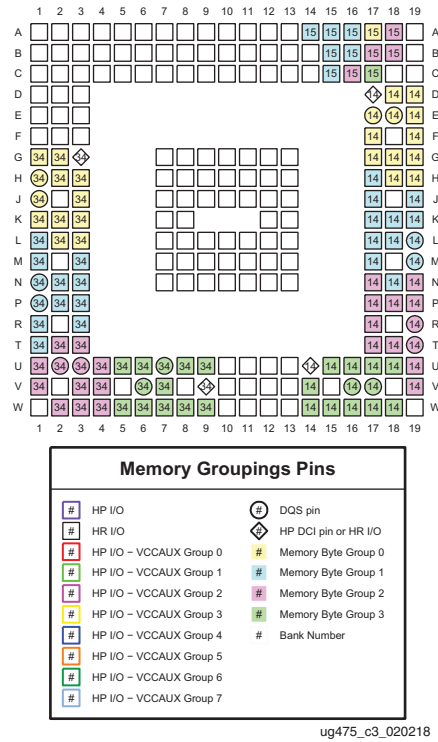 1 2 3 4 5 6 7 8 9 10 11 12 13 14 15 16 17 18 19
A 14 15 15 15 15 A
B 15 15 15 15 B
C 15 15 15 C
D 14 14 14 D
E 14 14 14 E
F 14 14 F
G 34 34 34 14 14 14 G
H 34 34 34 14 14 14 H
J 34 34 14 14 J
K 34 34 34 14 14 14 K
L 34 34 34 14 14 14 L
M 34 34 14 14 M
N 34 34 34 14 14 14 N
P 34 34 34 14 14 14 P
R 34 34 14 14 R
T 34 34 34 14 14 14 T
U 34 34 34 34 34 34 34 34 34 14 14 14 14 14 14 U
V 34 34 34 34 34 34 14 14 14 14 V
W 34 34 34 34 34 34 34 34 14 14 14 14 14 W
1 2 3 4 5 6 7 8 9 10 11 12 13 14 15 16 17 18 19
Memory Groupings Pins
# HP I/O
# HR I/O
# HP I/O − VCCAUX Group 0
# HP I/O − VCCAUX Group 1
# HP I/O − VCCAUX Group 2
# HP I/O − VCCAUX Group 3
# HP I/O − VCCAUX Group 4
# HP I/O − VCCAUX Group 5
# HP I/O − VCCAUX Group 6
# HP I/O − VCCAUX Group 7
# DQS pin
# HP DCI pin or HR I/O
# Memory Byte Group 0
# Memory Byte Group 1
# Memory Byte Group 2
# Memory Byte Group 3
# Bank Number
ug475_c3_020218